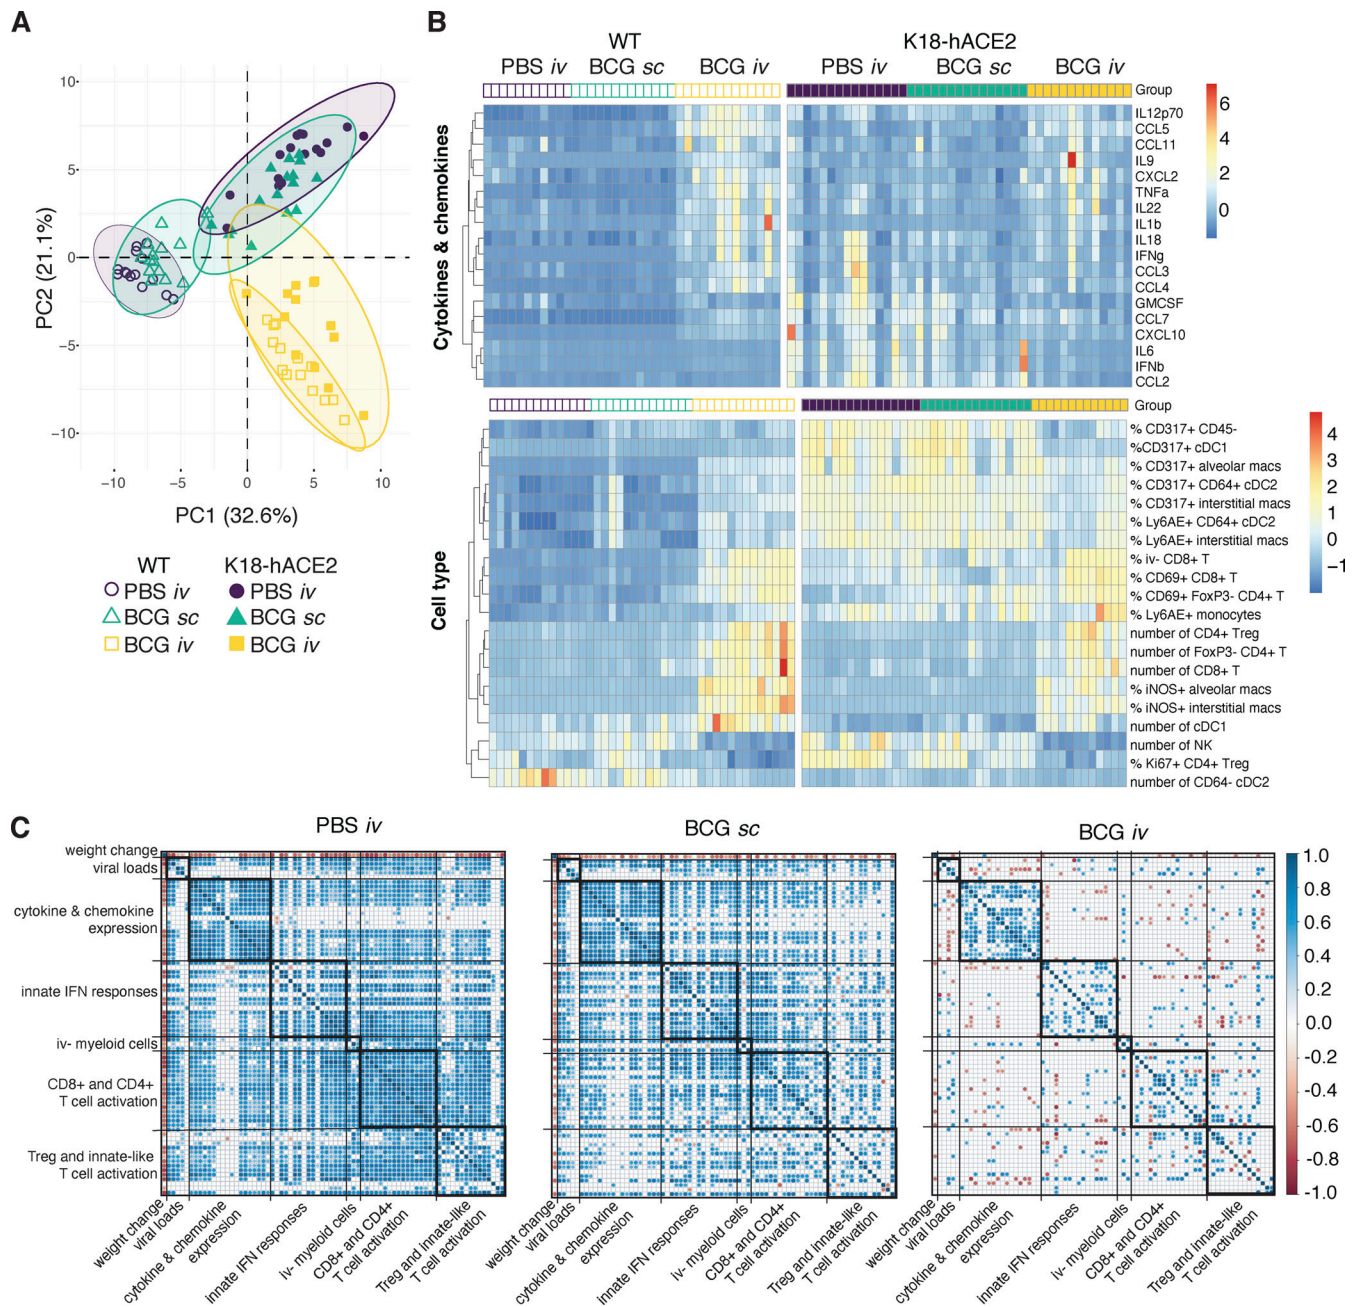 A
10
5
0
−5
−10
PC2 (21.1%)
−10
−5
0
5
10
PC1 (32.6%)
WT
K18-hACE2
PBS iv
PBS iv
BCG sc
BCG sc
BCG iv
BCG iv
B
WT
K18-hACE2
PBS iv
BCG sc
BCG iv
PBS iv
BCG sc
BCG iv
Cytokines & chemokines
Group
IL12p70
CCL5
CCL11
IL9
CXCL2
TNFa
IL22
IL1b
IL18
IFNg
CCL3
CCL4
GMCSF
CCL7
CXCL10
IL6
IFNb
CCL2
6
4
2
0
Cell type
Group
% CD317+ CD45-
%CD317+ cDC1
% CD317+ alveolar macs
% CD317+ CD64+ cDC2
% CD317+ interstitial macs
% Ly6AE+ CD64+ cDC2
% Ly6AE+ interstitial macs
% iv- CD8+ T
% CD69+ CD8+ T
% CD69+ FoxP3- CD4+ T
% Ly6AE+ monocytes
number of CD4+ Treg
number of FoxP3- CD4+ T
number of CD8+ T
% iNOS+ alveolar macs
% iNOS+ interstitial macs
number of cDC1
number of NK
% Ki67+ CD4+ Treg
number of CD64- cDC2
4
3
2
1
0
−1
C
PBS iv
BCG sc
BCG iv
weight change
viral loads
cytokine & chemokine
expression
innate IFN responses
iv- myeloid cells
CD8+ and CD4+
T cell activation
Treg and innate-like
T cell activation
weight change
viral loads
cytokine & chemokine
expression
innate IFN responses
iv- myeloid cells
CD8+ and CD4+
T cell activation
Treg and Innate-like
T cell activation
weight change
viral loads
cytokine & chemokine
expression
innate IFN responses
iv- myeloid cells
CD8+ and CD4+
T cell activation
Treg and Innate-like
T cell activation
weight change
viral loads
cytokine & chemokine
expression
innate IFN responses
iv- myeloid cells
CD8+ and CD4+
T cell activation
Treg and Innate-like
T cell activation
1.0
0.8
0.6
0.4
0.2
0.0
-0.2
-0.4
-0.6
-0.8
-1.0